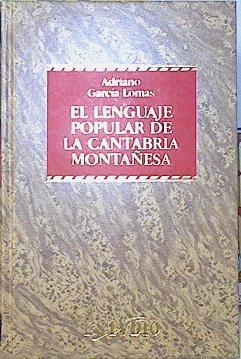 Adriano
García Lomas
EL LENGUAJE
POPULAR DE
LA CANTABRIA
MONTAÑESA